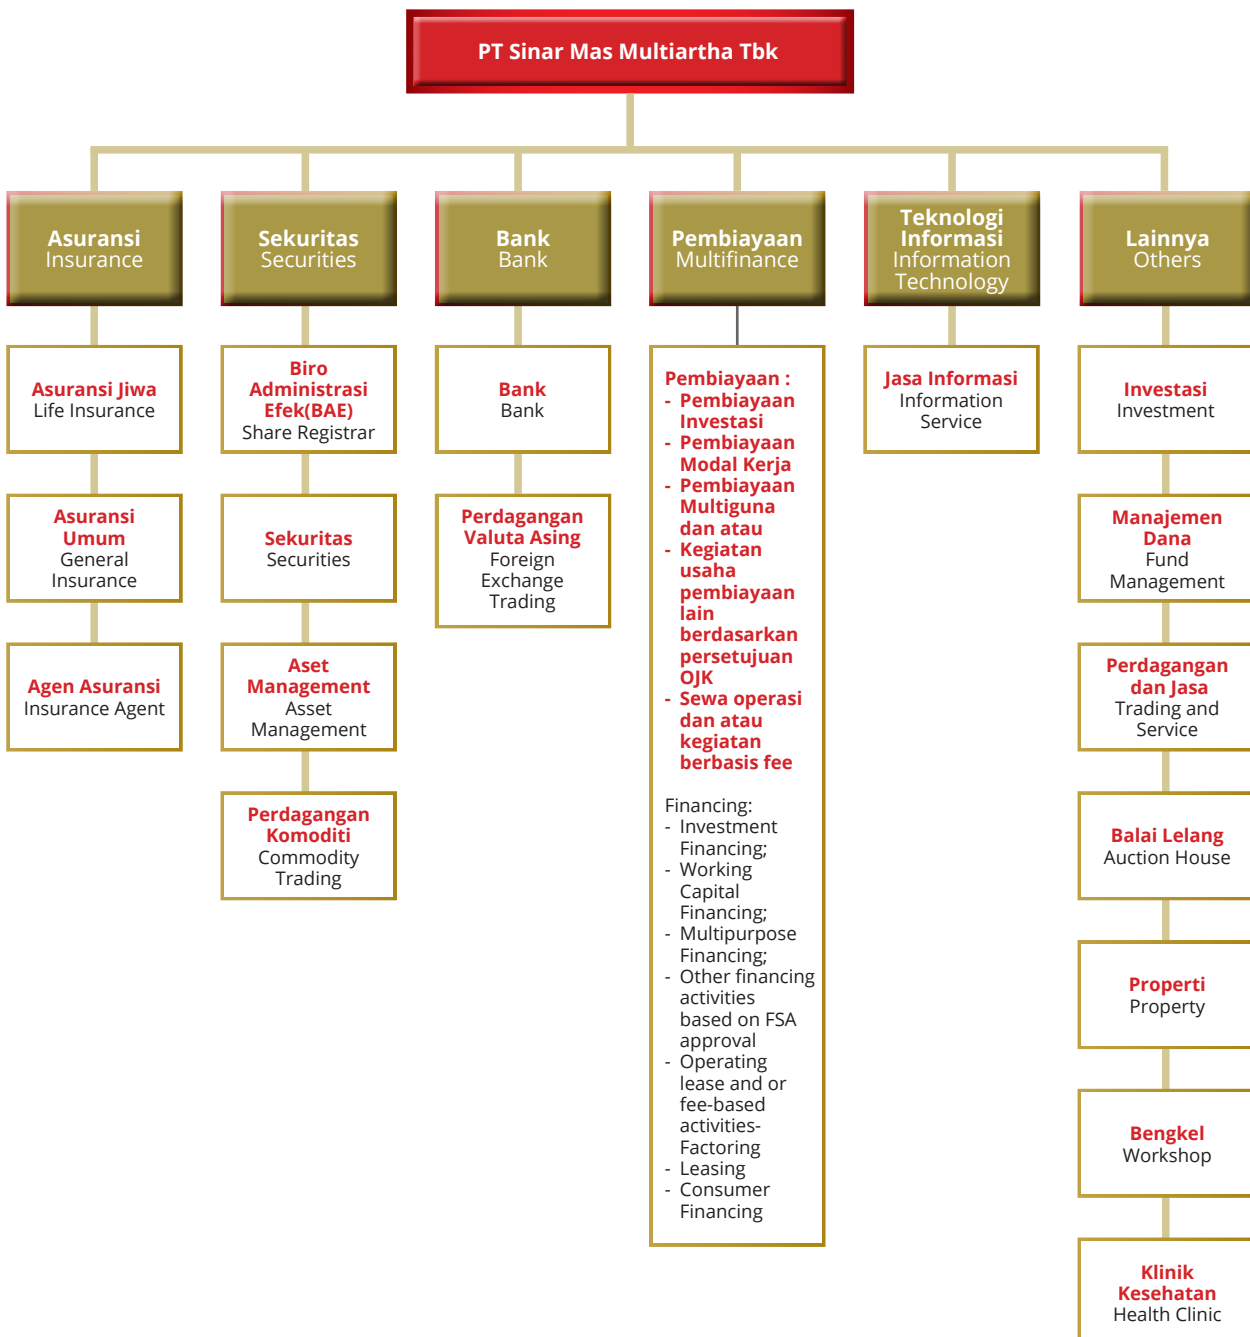 PT Sinar Mas Multiartha Tbk
Asuransi
Insurance
Sekuritas
Securities
Bank
Bank
Pembiayaan
Multifinance
Teknologi
Informasi
Information
Technology
Lainnya
Others
Asuransi Jiwa
Life Insurance
Asuransi
Umum
General
Insurance
Agen Asuransi
Insurance Agent
Biro
Administrasi
Efek(BAE)
Share Registrar
Sekuritas
Securities
Aset
Management
Asset
Management
Perdagangan
Komoditi
Commodity
Trading
Bank
Bank
Perdagangan
Valuta Asing
Foreign
Exchange
Trading
Pembiayaan :
- Pembiayaan
Investasi
- Pembiayaan
Modal Kerja
- Pembiayaan
Multiguna
dan atau
- Kegiatan
usaha
pembiayaan
lain
berdasarkan
persetujuan
OJK
- Sewa operasi
dan atau
kegiatan
berbasis fee
Financing:
- Investment
Financing;
- Working
Capital
Financing;
- Multipurpose
Financing;
- Other financing
activities
based on FSA
approval
- Operating
lease and or
fee-based
activities-
Factoring
- Leasing
- Consumer
Financing
Jasa Informasi
Information
Service
Investasi
Investment
Manajemen
Dana
Fund
Management
Perdagangan
dan Jasa
Trading and
Service
Balai Lelang
Auction House
Properti
Property
Bengkel
Workshop
Klinik
Kesehatan
Health Clinic